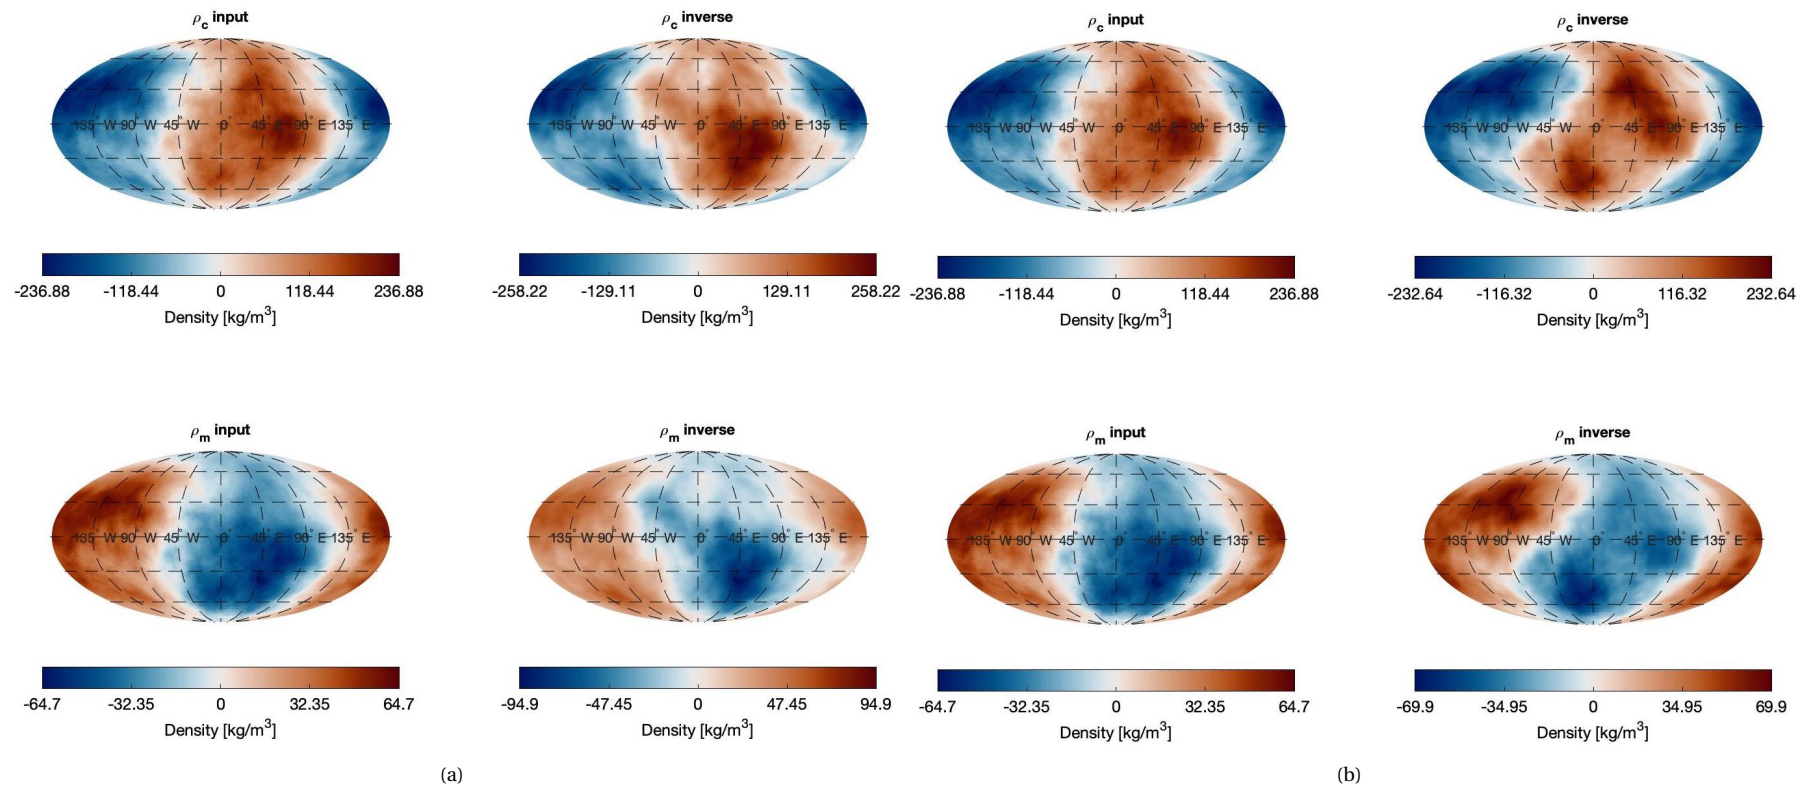 ρc input
ρc inverse
ρc input
ρc inverse
135° W 90° W 45° W 0° 45° E 90° E 135° E
135° W 90° W 45° W 0° 45° E 90° E 135° E
135° W 90° W 45° W 0° 45° E 90° E 135° E
135° W 90° W 45° W 0° 45° E 90° E 135° E
-236.88 -118.44 0 118.44 236.88
-258.22 -129.11 0 129.11 258.22
-236.88 -118.44 0 118.44 236.88
-232.64 -116.32 0 116.32 232.64
Density [kg/m³]
Density [kg/m³]
Density [kg/m³]
Density [kg/m³]
ρm input
ρm inverse
ρm input
ρm inverse
135° W 90° W 45° W 0° 45° E 90° E 135° E
135° W 90° W 45° W 0° 45° E 90° E 135° E
135° W 90° W 45° W 0° 45° E 90° E 135° E
135° W 90° W 45° W 0° 45° E 90° E 135° E
-64.7 -32.35 0 32.35 64.7
-94.9 -47.45 0 47.45 94.9
-64.7 -32.35 0 32.35 64.7
-69.9 -34.95 0 34.95 69.9
Density [kg/m³]
Density [kg/m³]
Density [kg/m³]
Density [kg/m³]
(a)
(b)